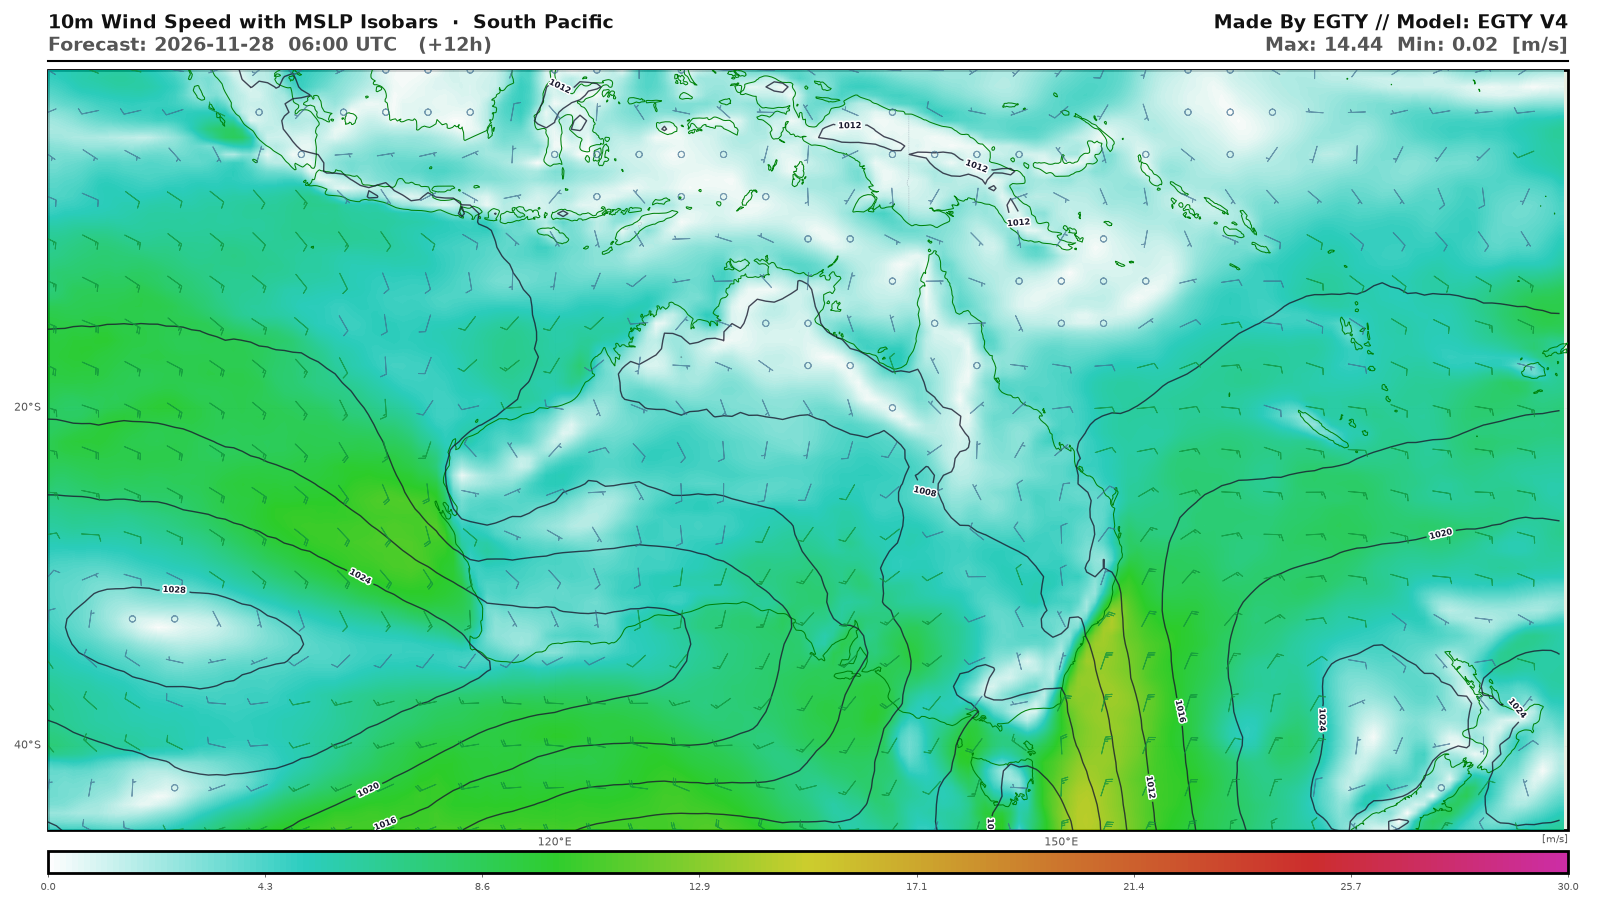 10m Wind Speed with MSLP Isobars · South Pacific
Made By EGTY // Model: EGTY V4
Forecast: 2026-11-28 06:00 UTC (+12h)
Max: 14.44 Min: 0.02 [m/s]
1012
1012
1012
1012
20°S
1008
1020
1024
1028
1016
1024
1024
40°S
1020
1012
1016
10
120°E
150°E
[m/s]
0.0
4.3
8.6
12.9
17.1
21.4
25.7
30.0